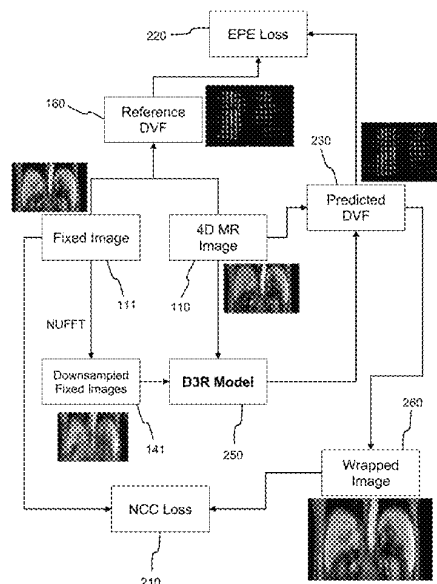 220
EPE Loss
180
Reference
DVF
230
Predicted
DVF
Fixed Image
4D MR
Image
111
110
NUFFT
Downsampled
Fixed Images
D3R Model
141
250
260
Wrapped
Image
NCC Loss
210